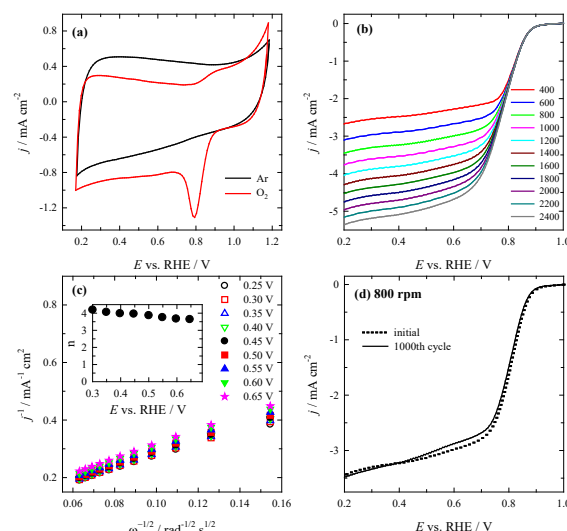 (a)
j / mA cm⁻²
0.8
0.4
0.0
-0.4
-0.8
-1.2
Ar
O₂
0.2 0.4 0.6 0.8 1.0 1.2
E vs. RHE / V
(b)
j / mA cm⁻²
0
-1
-2
-3
-4
-5
400
600
800
1000
1200
1400
1600
1800
2000
2200
2400
0.2 0.4 0.6 0.8 1.0
E vs. RHE / V
(c)
j⁻¹ / mA⁻¹ cm²
0.8
0.6
0.4
0.2
n
5
4
3
2
1
0
0.3 0.4 0.5 0.6
E vs. RHE / V
0.25 V
0.30 V
0.35 V
0.40 V
0.45 V
0.50 V
0.55 V
0.60 V
0.65 V
0.06 0.08 0.10 0.12 0.14 0.16
ω⁻¹/² / rad⁻¹/² s¹/²
(d) 800 rpm
j / mA cm⁻²
0
-1
-2
-3
initial
1000th cycle
0.2 0.4 0.6 0.8 1.0
E vs. RHE / V